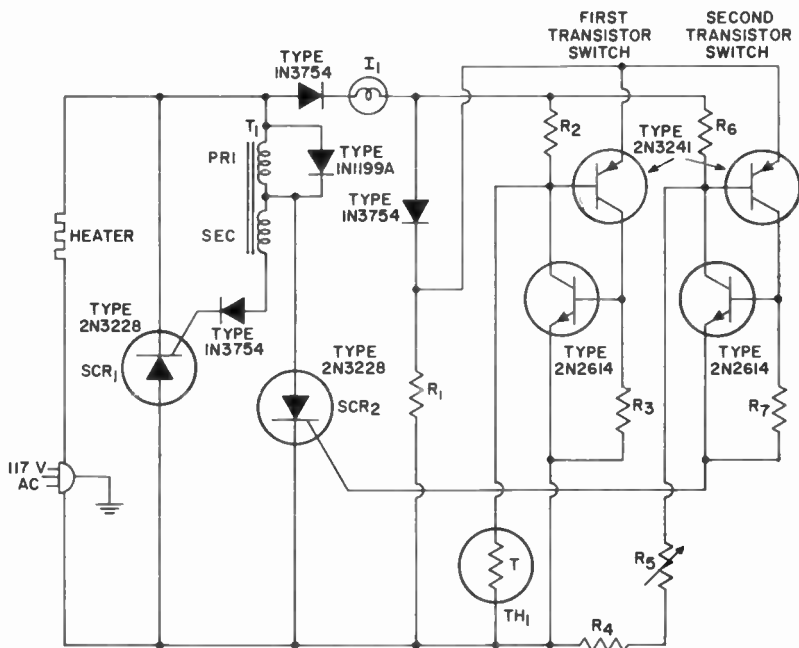 FIRST
TRANSISTOR
SWITCH
SECOND
TRANSISTOR
SWITCH
TYPE
1N3754
I1
T1
PRI
TYPE
1N1199A
R2
TYPE
2N3241
R6
TYPE
1N3754
HEATER
SEC
TYPE
2N3228
TYPE
1N3754
SCR1
TYPE
2N3228
SCR2
TYPE
2N2614
TYPE
2N2614
R1
R3
R7
117 V
AC
T
TH1
R5
R4